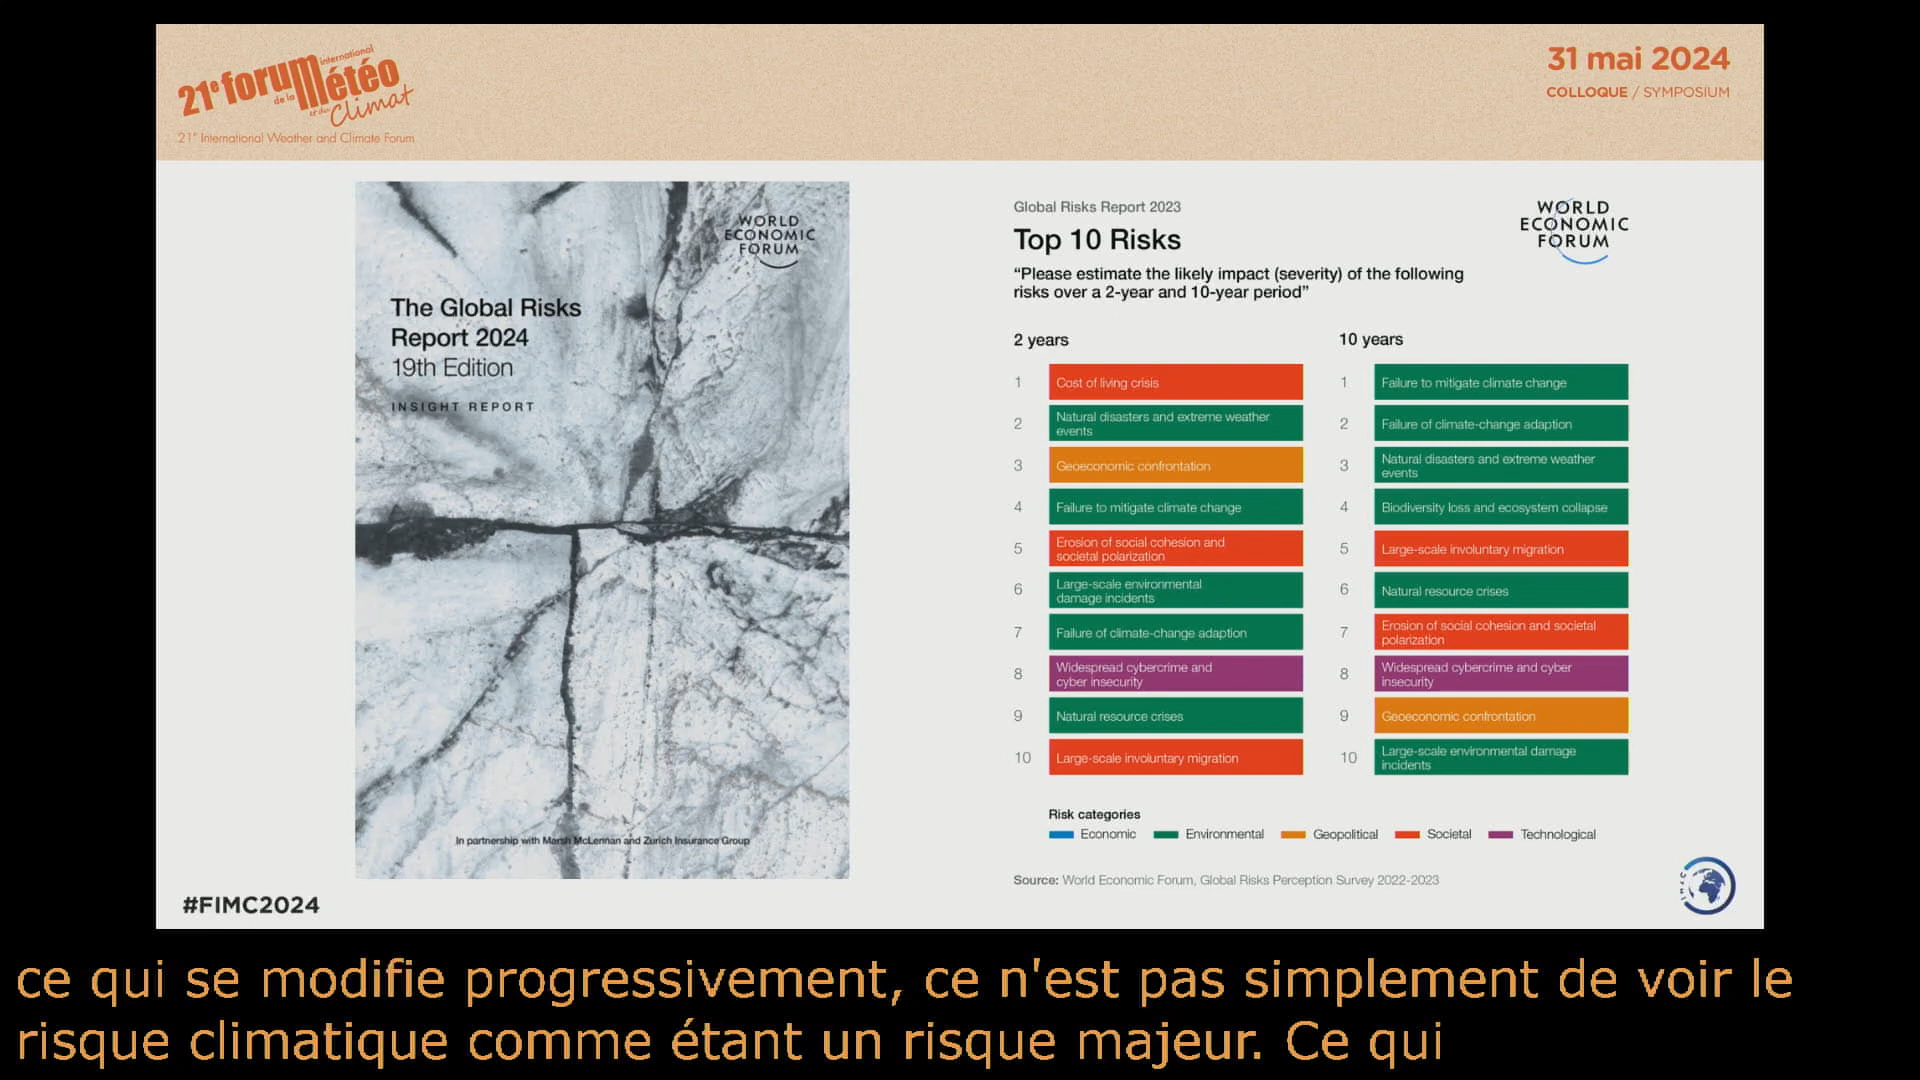 21e forum international
de la météo
et du Climat
21e International Weather and Climate Forum
31 mai 2024
COLLOQUE / SYMPOSIUM
WORLD
ECONOMIC
FORUM
The Global Risks
Report 2024
19th Edition
INSIGHT REPORT
In partnership with Marsh McLennan and Zurich Insurance Group
#FIMC2024
Global Risks Report 2023
Top 10 Risks
“Please estimate the likely impact (severity) of the following
risks over a 2-year and 10-year period”
WORLD
ECONOMIC
FORUM
2 years
1 Cost of living crisis
2 Natural disasters and extreme weather
events
3 Geoeconomic confrontation
4 Failure to mitigate climate change
5 Erosion of social cohesion and
societal polarization
6 Large-scale environmental
damage incidents
7 Failure of climate-change adaption
8 Widespread cybercrime and
cyber insecurity
9 Natural resource crises
10 Large-scale involuntary migration
10 years
1 Failure to mitigate climate change
2 Failure of climate-change adaption
3 Natural disasters and extreme weather
events
4 Biodiversity loss and ecosystem collapse
5 Large-scale involuntary migration
6 Natural resource crises
7 Erosion of social cohesion and societal
polarization
8 Widespread cybercrime and cyber
insecurity
9 Geoeconomic confrontation
10 Large-scale environmental damage
incidents
Risk categories
Economic Environmental Geopolitical Societal Technological
Source: World Economic Forum, Global Risks Perception Survey 2022-2023
ce qui se modifie progressivement, ce n'est pas simplement de voir le
risque climatique comme étant un risque majeur. Ce qui